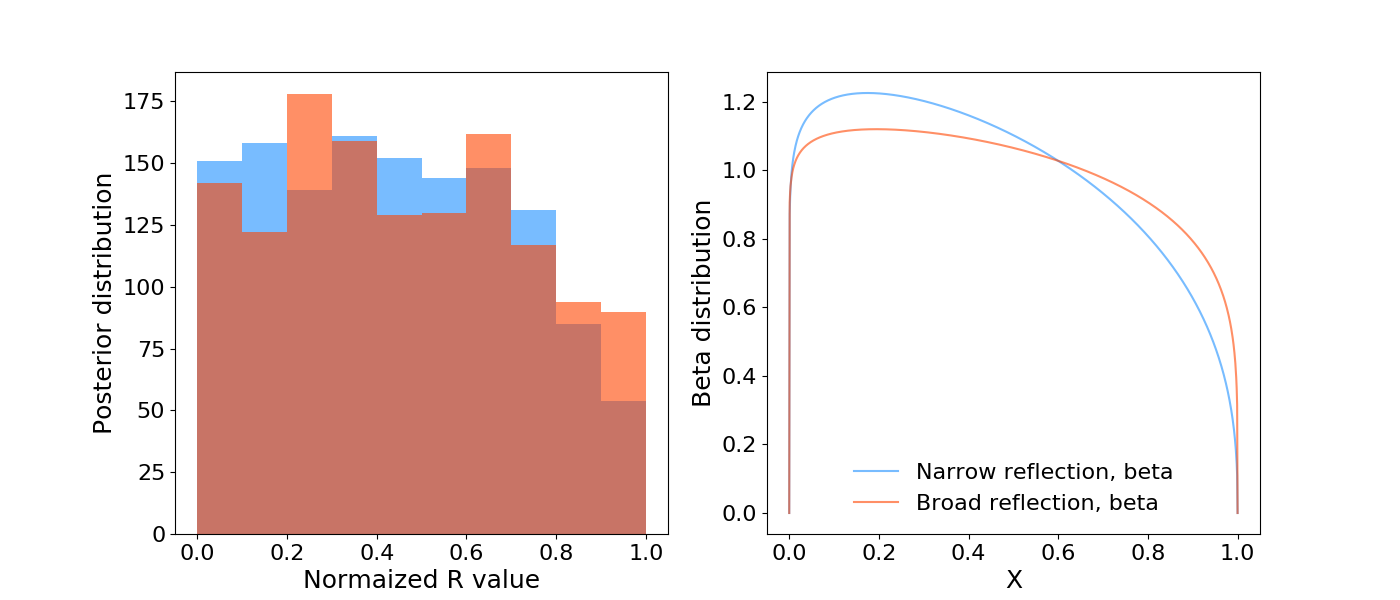 Posterior distribution
175
150
125
100
75
50
25
0
0.0 0.2 0.4 0.6 0.8 1.0
Normaized R value
Beta distribution
1.2
1.0
0.8
0.6
0.4
0.2
0.0
Narrow reflection, beta
Broad reflection, beta
0.0 0.2 0.4 0.6 0.8 1.0
X